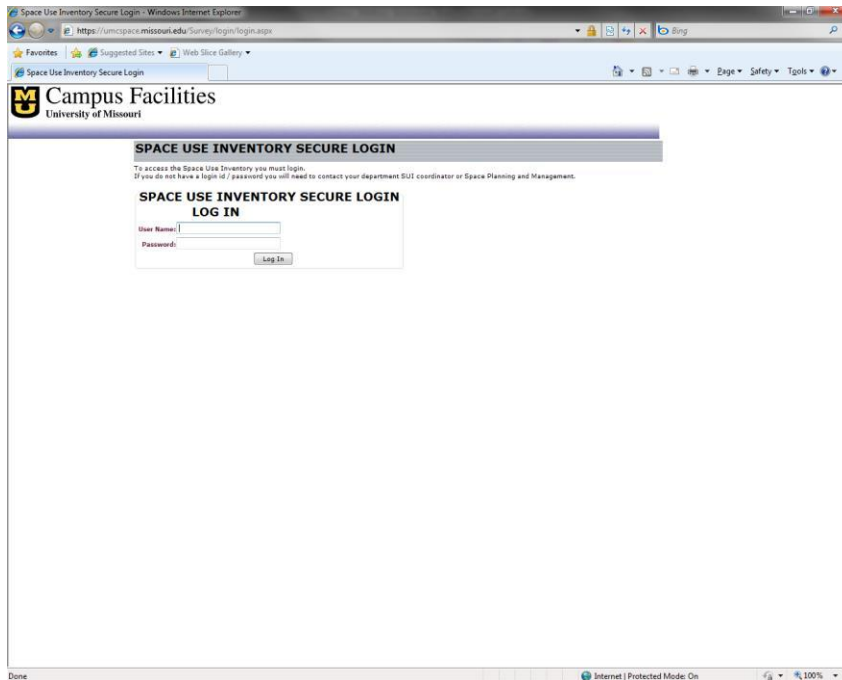 Space Use Inventory Secure Login - Windows Internet Explorer
https://umcspace.missouri.edu/Survey/login/login.aspx
Bing
Favorites Suggested Sites Web Slice Gallery
Space Use Inventory Secure Login
Page Safety Tools
Campus Facilities
University of Missouri
SPACE USE INVENTORY SECURE LOGIN
To access the Space Use Inventory you must login.
If you do not have a login id / password you will need to contact your department SUI coordinator or Space Planning and Management.
SPACE USE INVENTORY SECURE LOGIN
LOG IN
User Name:
Password:
Log In
Done Internet | Protected Mode: On 100%